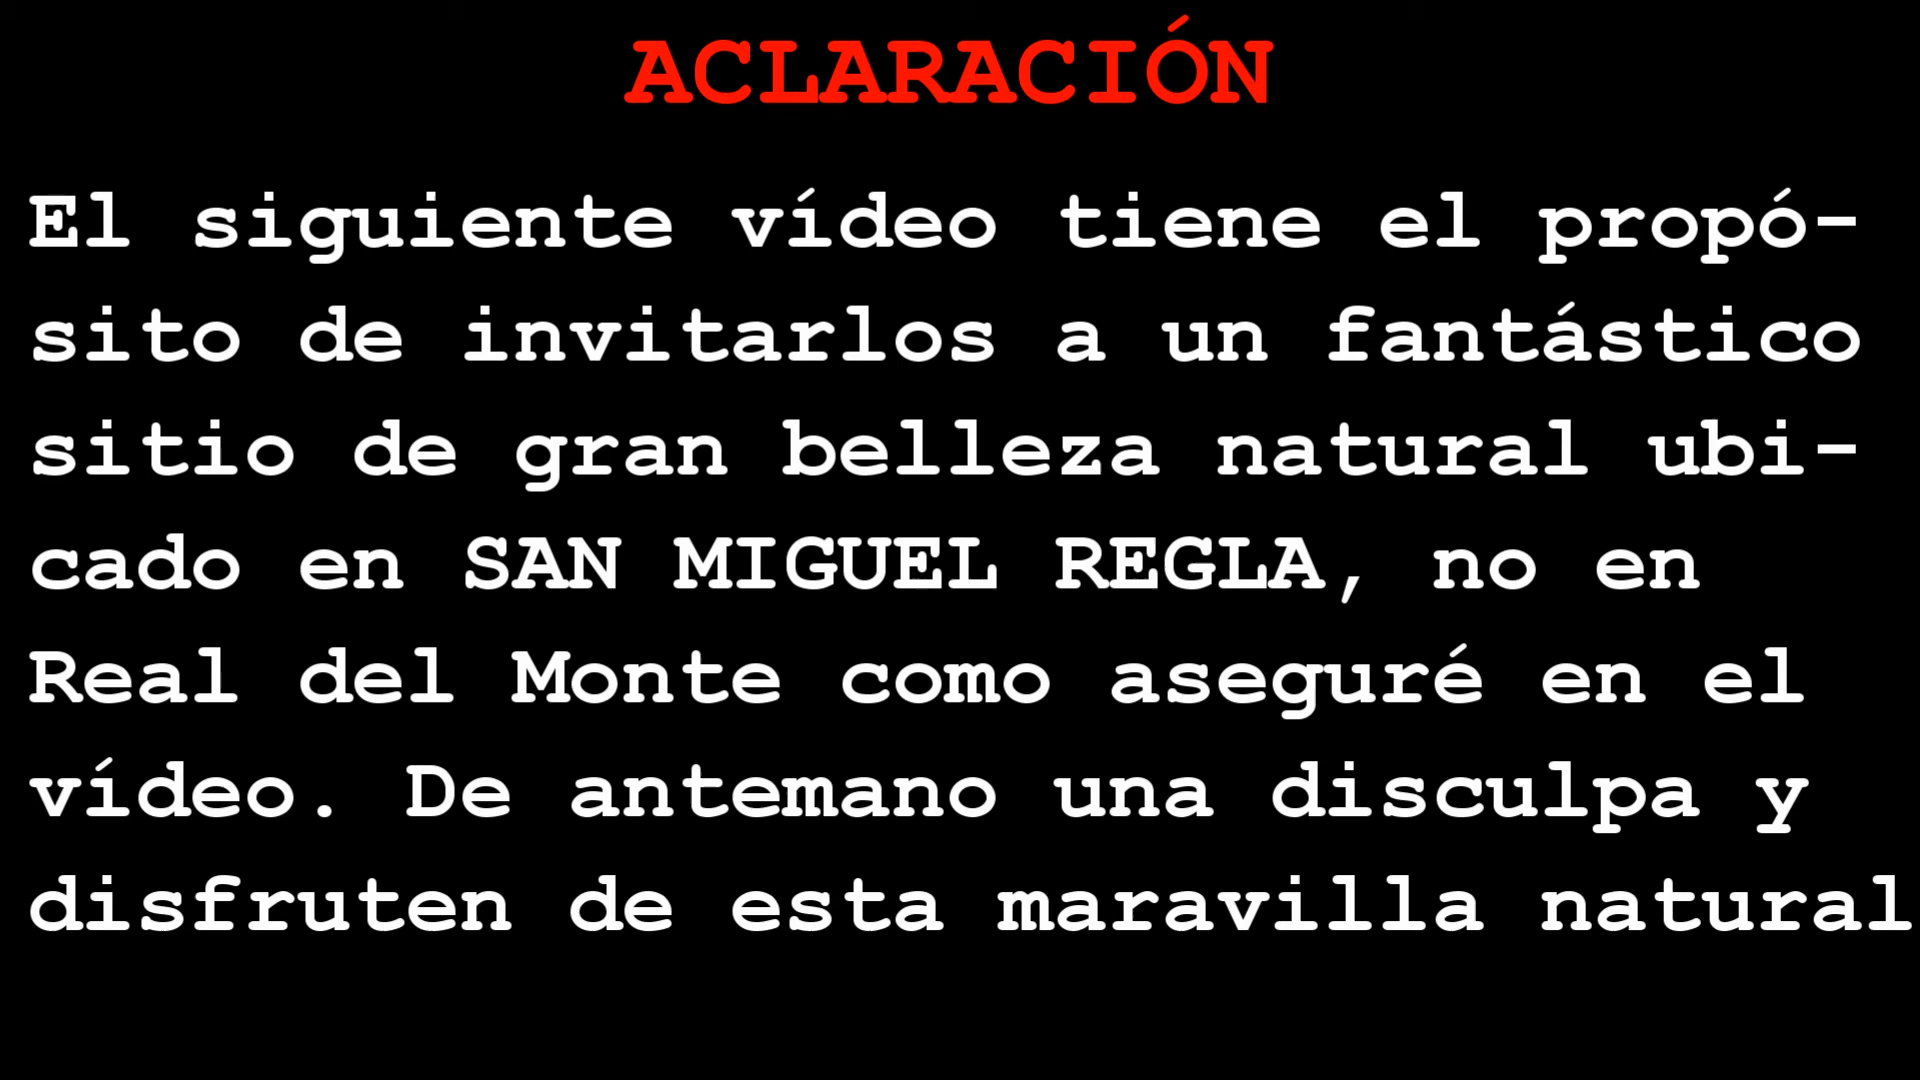 ACLARACIÓN
El siguiente vídeo tiene el propó-
sito de invitarlos a un fantástico
sitio de gran belleza natural ubi-
cado en SAN MIGUEL REGLA, no en
Real del Monte como aseguré en el
vídeo. De antemano una disculpa y
disfruten de esta maravilla natural